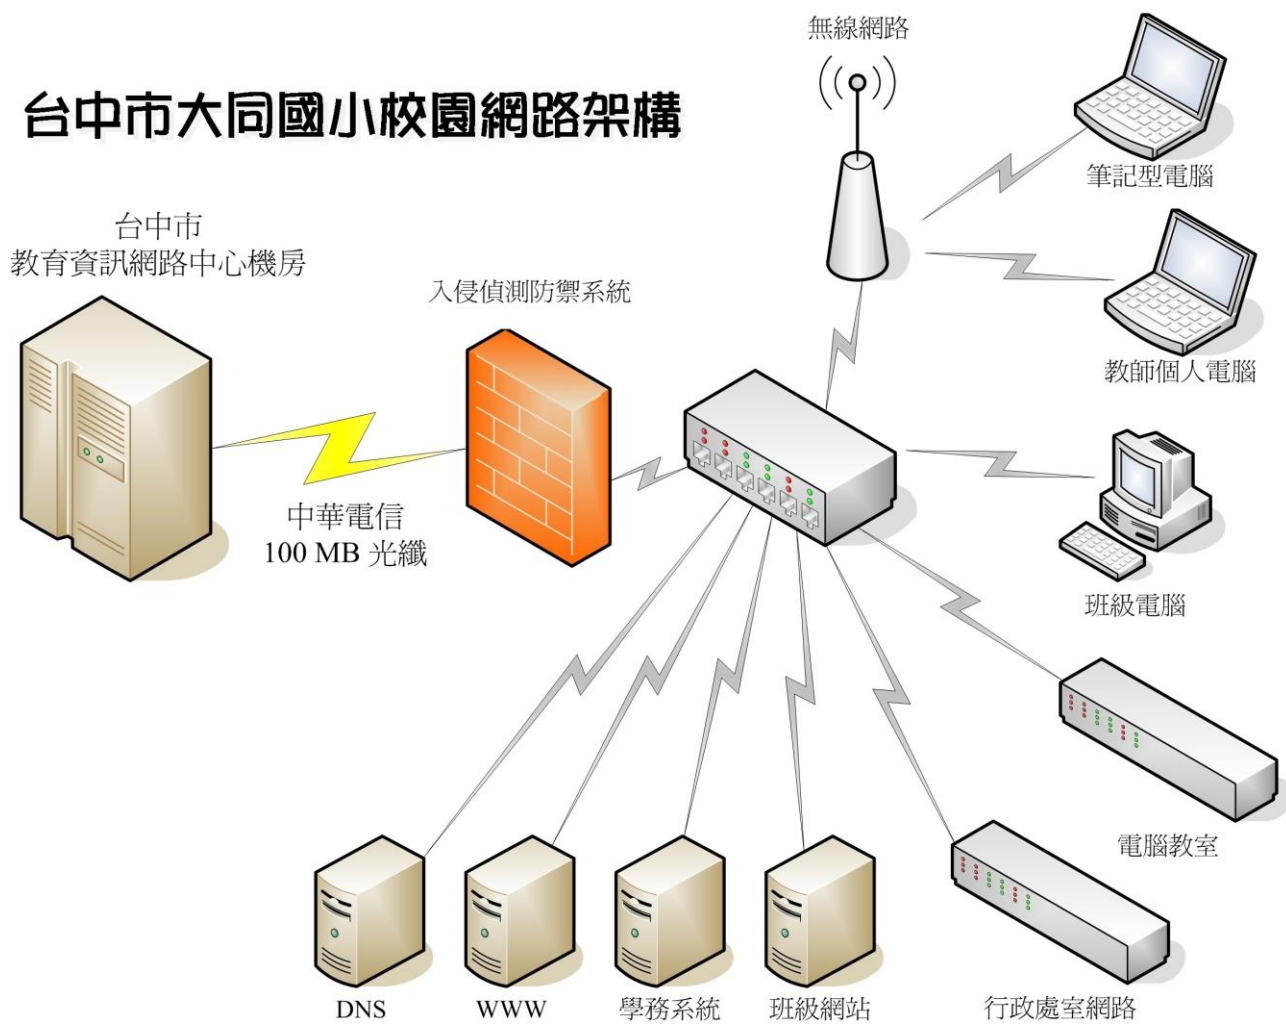 無線網路
台中市大同國小校園網路架構
筆記型電腦
台中市
教育資訊網路中心機房
入侵偵測防禦系統
教師個人電腦
中華電信
100 MB 光纖
班級電腦
電腦教室
DNS
WWW
學務系統
班級網站
行政處室網路